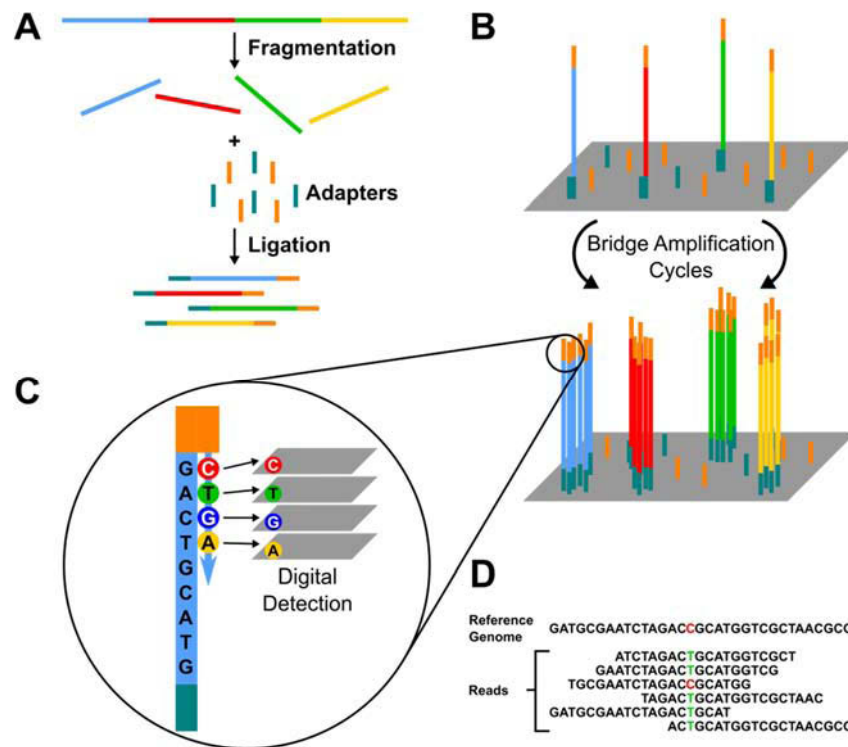 A
Fragmentation
+
Adapters
Ligation
B
Bridge Amplification
Cycles
C
G C C
A T T
C G G
T A A
G
C
A
T
G
Digital
Detection
D
Reference
Genome
GATGCGAATCTAGACCGCATGGTCGCTAACGCC
Reads
ATCTAGACTGCATGGTCGCT
GAATCTAGACTGCATGGTCG
TGCGAATCTAGACCGCATGG
TAGACTGCATGGTCGCTAAC
GATGCGAATCTAGACTGCAT
ACTGCATGGTCGCTAACGCC